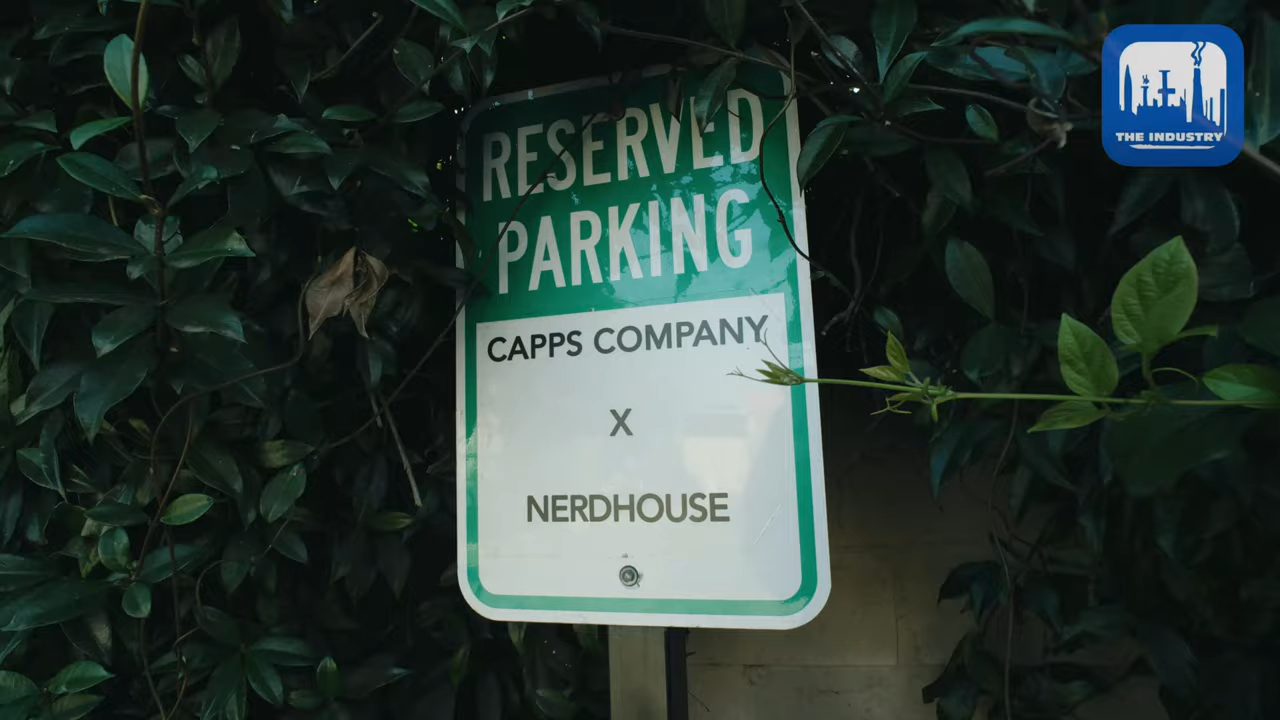 RESERVED
PARKING
CAPPS COMPANY
X
NERDHOUSE
THE INDUSTRY